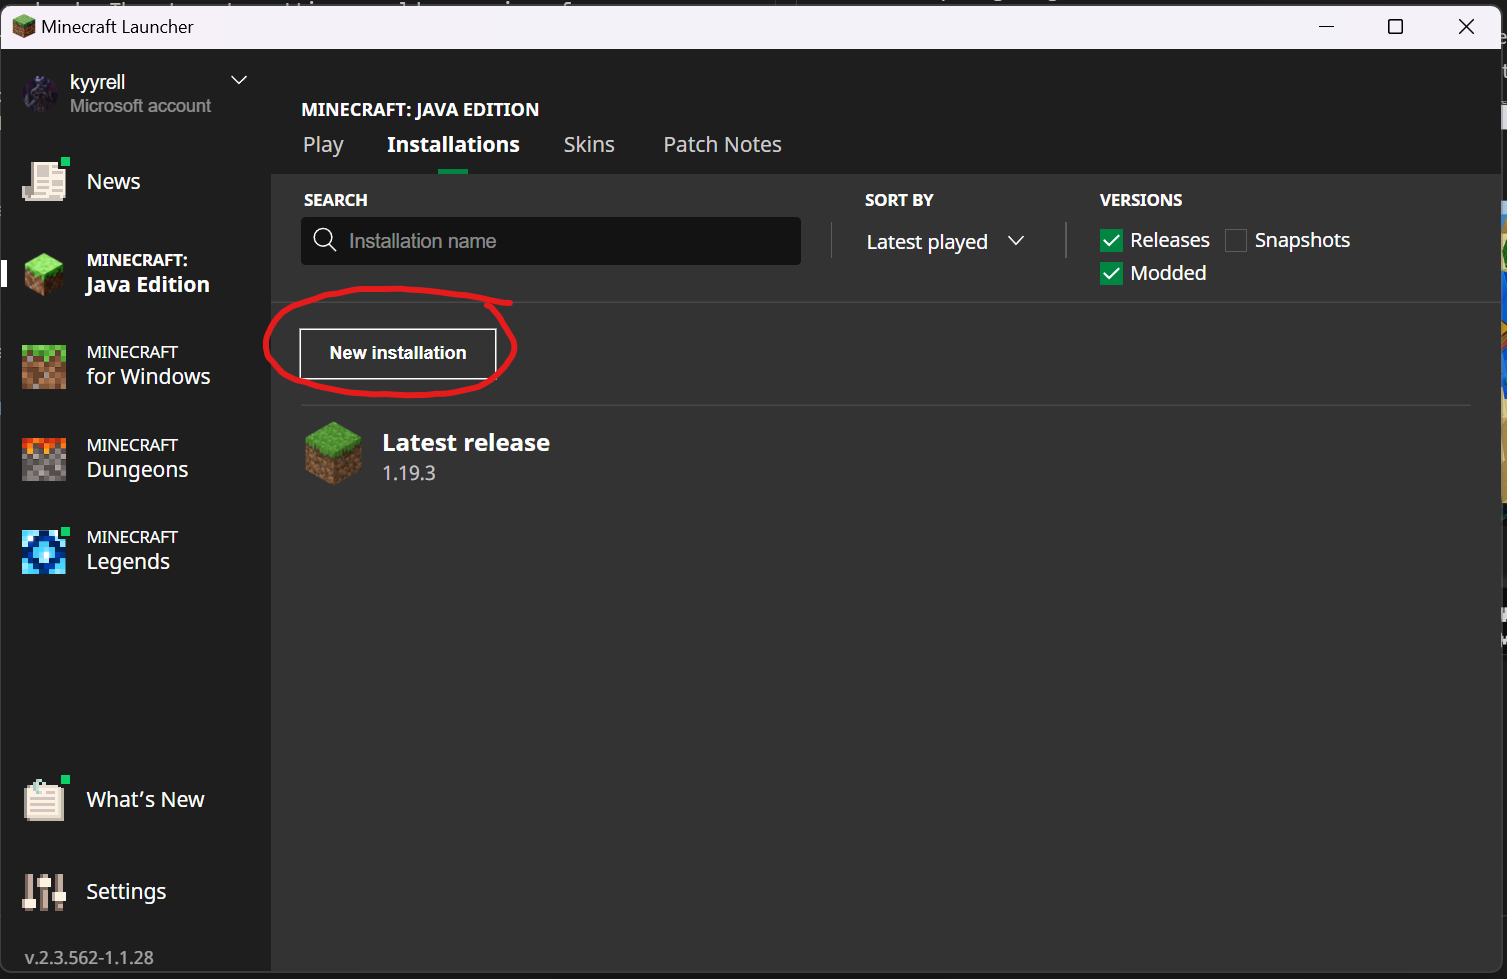 Minecraft Launcher
kyyrell
Microsoft account
News
MINECRAFT:
Java Edition
MINECRAFT
for Windows
MINECRAFT
Dungeons
MINECRAFT
Legends
What's New
Settings
v.2.3.562-1.1.28
MINECRAFT: JAVA EDITION
Play Installations Skins Patch Notes
SEARCH
Installation name
SORT BY
Latest played
VERSIONS
Releases Snapshots
Modded
New installation
Latest release
1.19.3